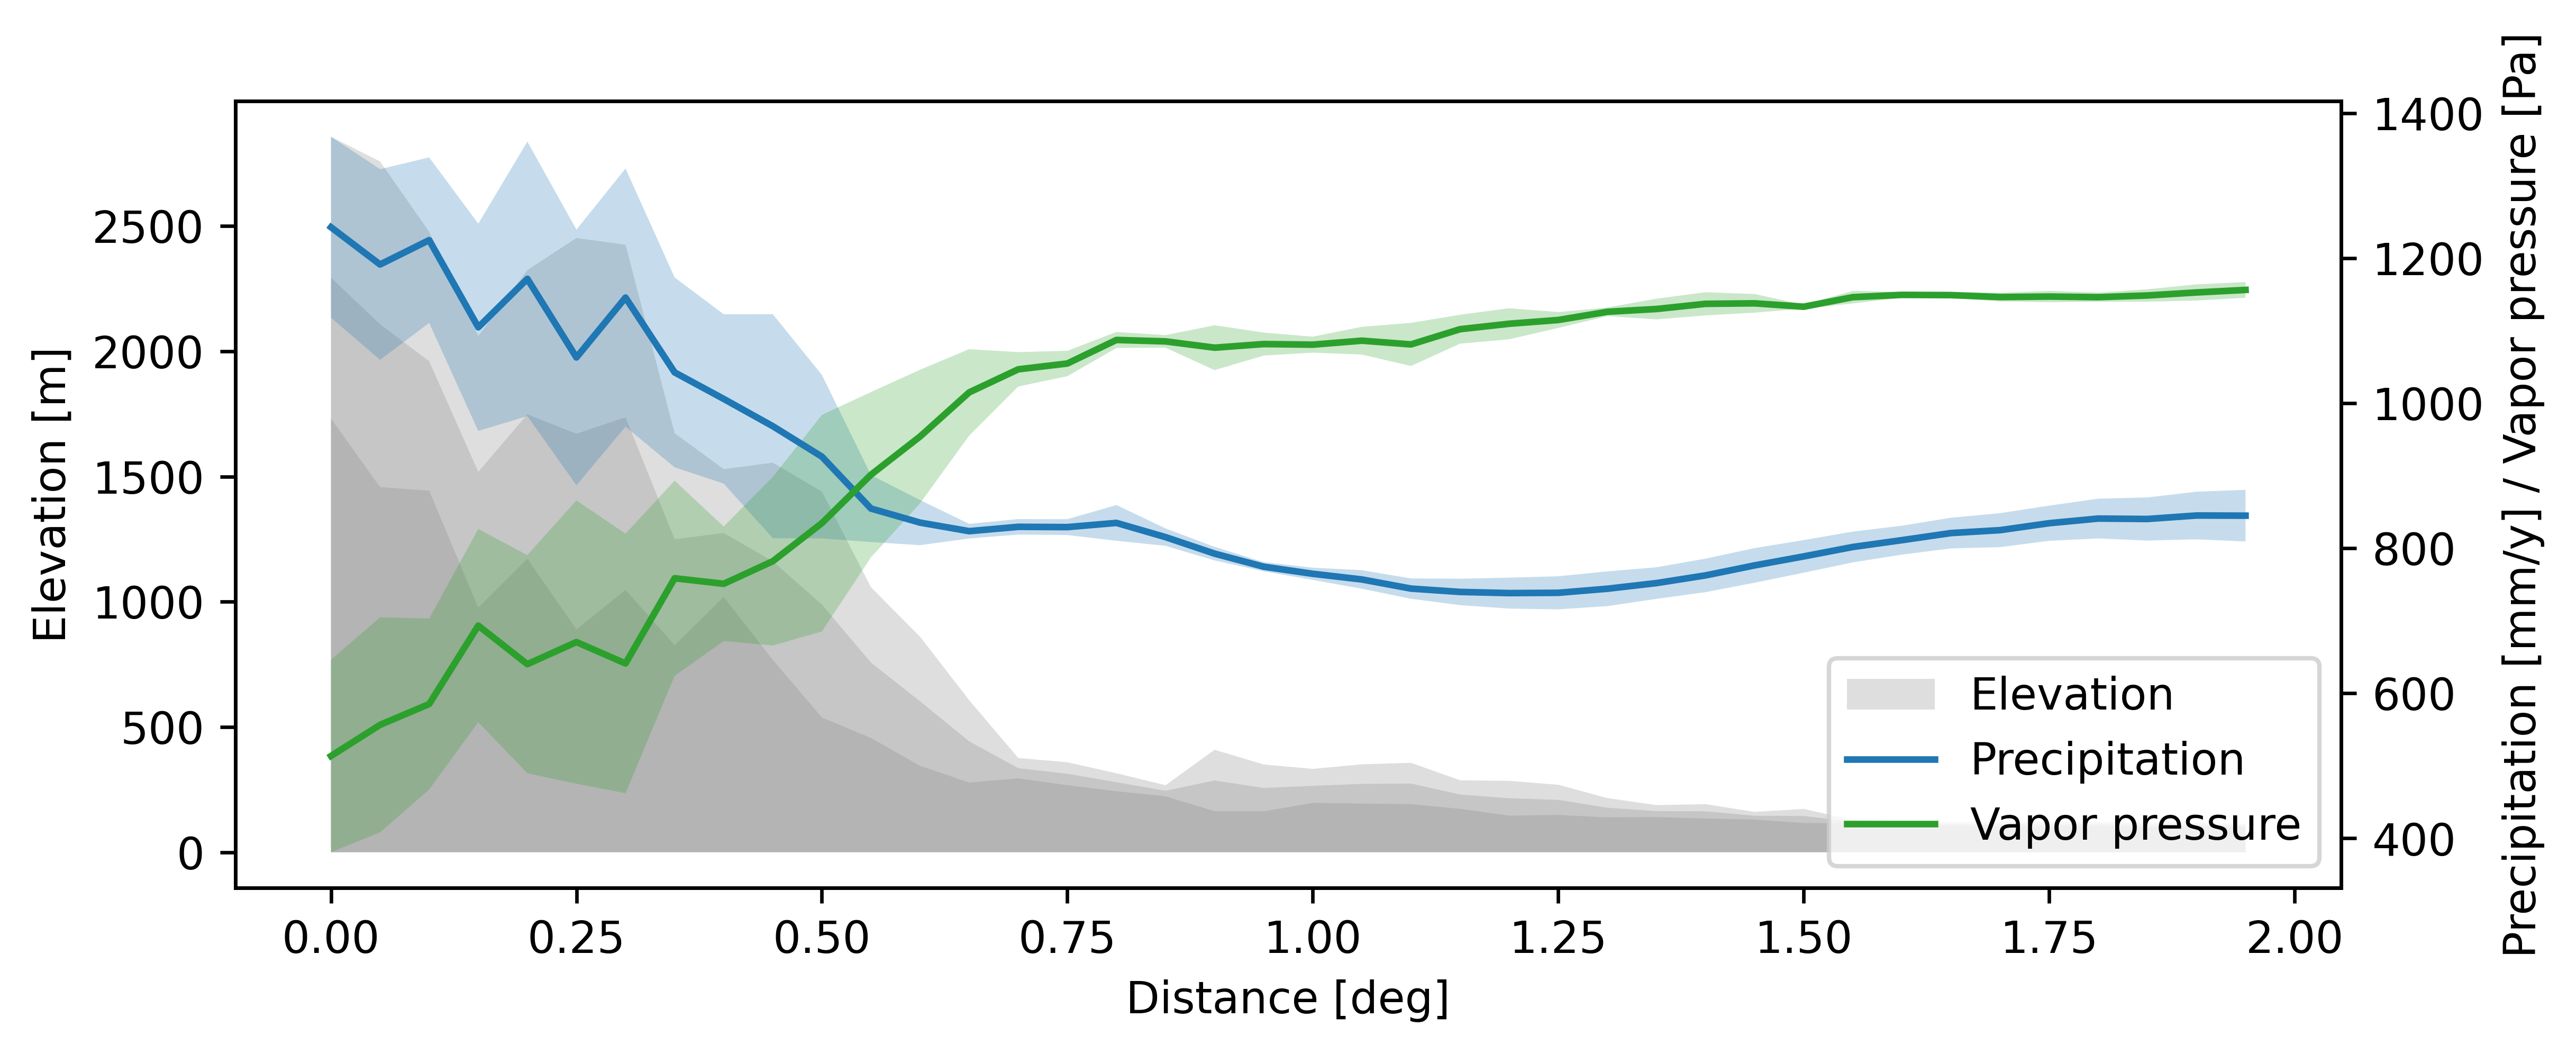 Elevation [m]
2500
2000
1500
1000
500
0
0.00 0.25 0.50 0.75 1.00 1.25 1.50 1.75 2.00
Distance [deg]
1400
1200
1000
800
600
400
Precipitation [mm/y] / Vapor pressure [Pa]
Elevation
Precipitation
Vapor pressure